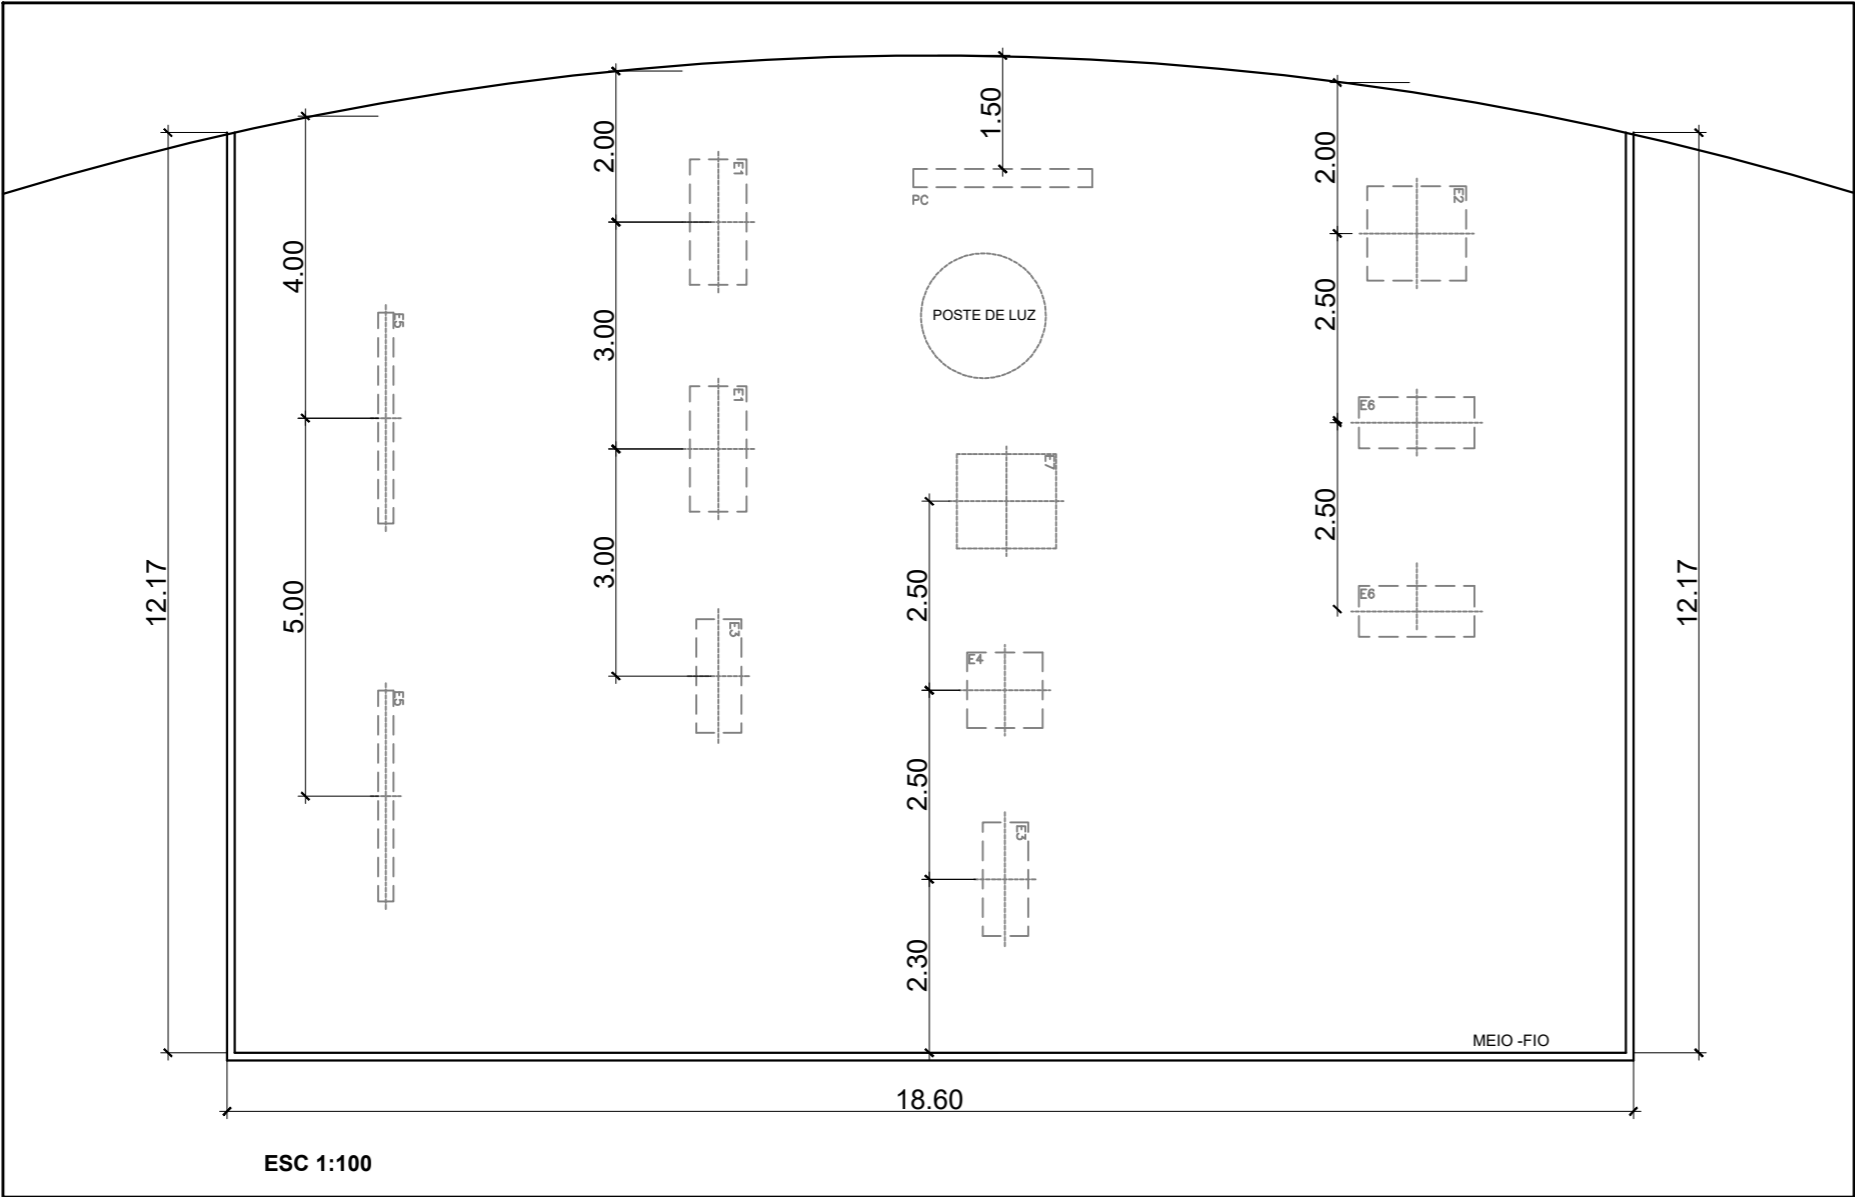 1.50
2.00
2.00
E1
E2
PC
4.00
POSTE DE LUZ
2.50
3.00
E5
E1
E6
E7
2.50
3.00
12.17
12.17
5.00
2.50
E6
E3
E4
E5
2.50
E3
2.30
MEIO -FIO
18.60
ESC 1:100